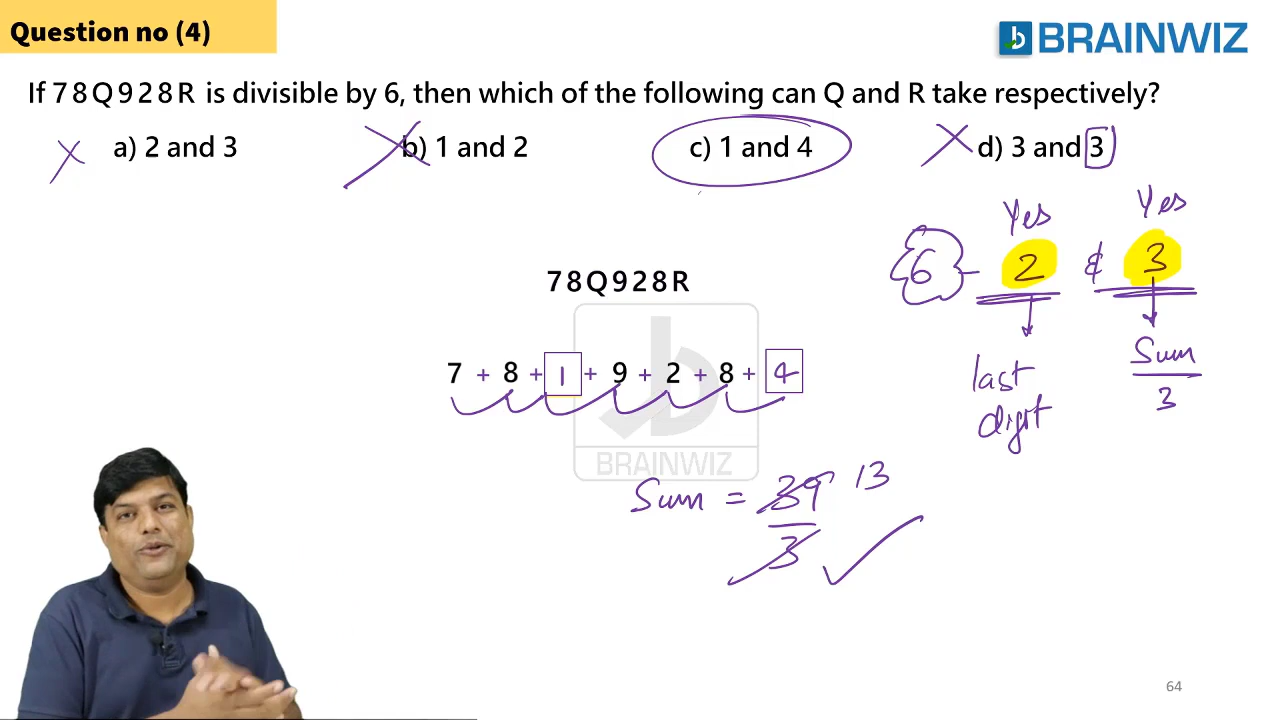 Question no (4)
BRAINWIZ
If 78Q928R is divisible by 6, then which of the following can Q and R take respectively?
a) 2 and 3
b) 1 and 2
c) 1 and 4
d) 3 and 3
Yes
Yes
6 - 2 & 3
78Q928R
7 + 8 + 1 + 9 + 2 + 8 + 4
last
digit
Sum
3
BRAINWIZ
Sum = 39 13
3
64